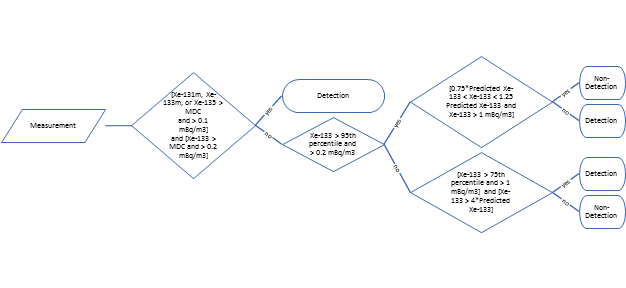 Measurement
[Xe-131m, Xe-
133m, or Xe-135 >
MDC
and > 0.1
mBq/m3]
and [Xe-133 >
MDC and > 0.2
mBq/m3]
yes
no
Detection
Xe-133 > 95th
percentile and
> 0.2 mBq/m3
yes
no
[0.75*Predicted Xe-
133 < Xe-133 < 1.25
Predicted Xe-133 and
Xe-133 > 1 mBq/m3]
yes
no
Non-
Detection
Detection
[Xe-133 > 75th
percentile and > 1
mBq/m3] and [Xe-
133 > 4*Predicted
Xe-133]
yes
no
Detection
Non-
Detection